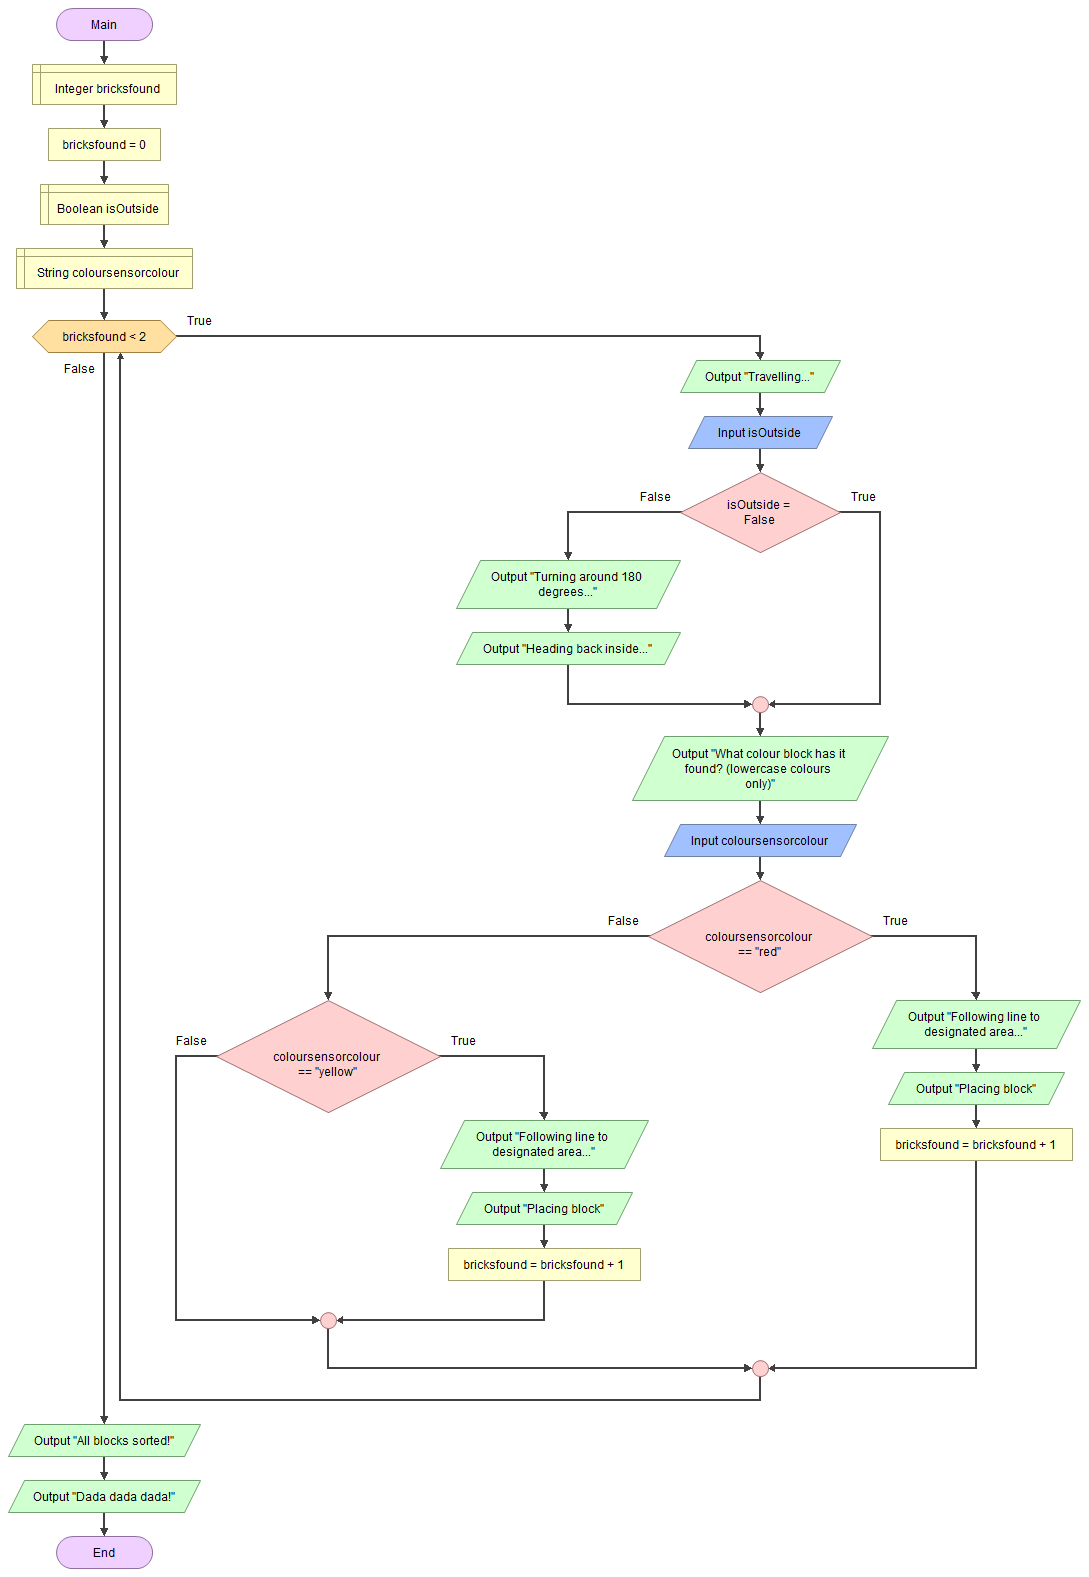 Main
Integer bricksfound
bricksfound = 0
Boolean isOutside
String coloursensorcolour
bricksfound < 2
True
False
Output "Travelling..."
Input isOutside
isOutside =
False
False
True
Output "Turning around 180
degrees..."
Output "Heading back inside..."
Output "What colour block has it
found? (lowercase colours
only)"
Input coloursensorcolour
coloursensorcolour
== "red"
False
True
coloursensorcolour
== "yellow"
False
True
Output "Following line to
designated area..."
Output "Placing block"
bricksfound = bricksfound + 1
Output "Following line to
designated area..."
Output "Placing block"
bricksfound = bricksfound + 1
Output "All blocks sorted!"
Output "Dada dada dada!"
End